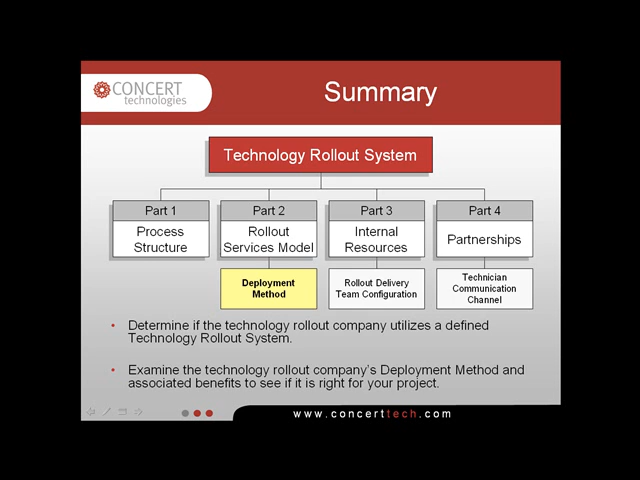 CONCERT
technologies
Summary
Technology Rollout System
Part 1
Part 2
Part 3
Part 4
Process
Structure
Rollout
Services Model
Internal
Resources
Partnerships
Deployment
Method
Rollout Delivery
Team Configuration
Technician
Communication
Channel
• Determine if the technology rollout company utilizes a defined
Technology Rollout System.
• Examine the technology rollout company's Deployment Method and
associated benefits to see if it is right for your project.
www.concerttech.com